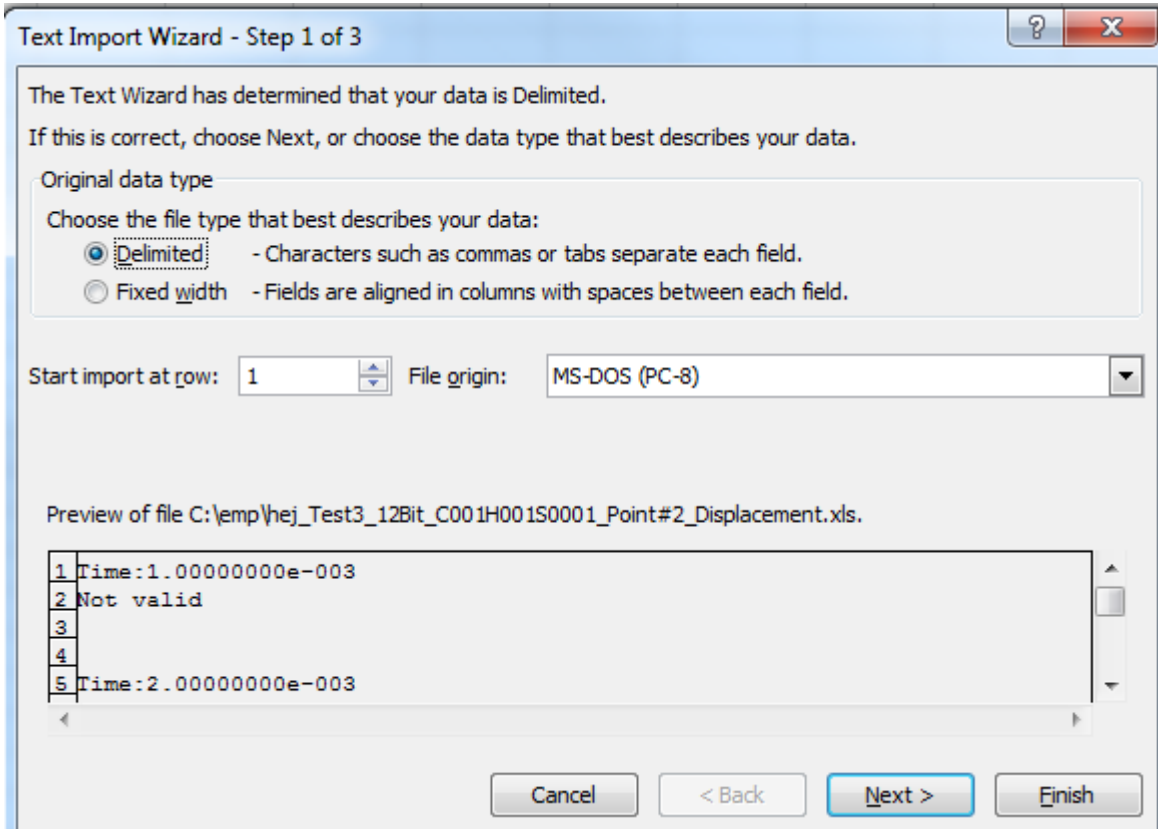 Text Import Wizard - Step 1 of 3
The Text Wizard has determined that your data is Delimited.
If this is correct, choose Next, or choose the data type that best describes your data.
Original data type
Choose the file type that best describes your data:
Delimited - Characters such as commas or tabs separate each field.
Fixed width - Fields are aligned in columns with spaces between each field.
Start import at row: 1 File origin: MS-DOS (PC-8)
Preview of file C:\emp\hej_Test3_12Bit_C001H001S0001_Point#2_Displacement.xls.
1 Time:1.00000000e-003
2 Not valid
3
4
5 Time:2.00000000e-003
Cancel < Back Next > Finish